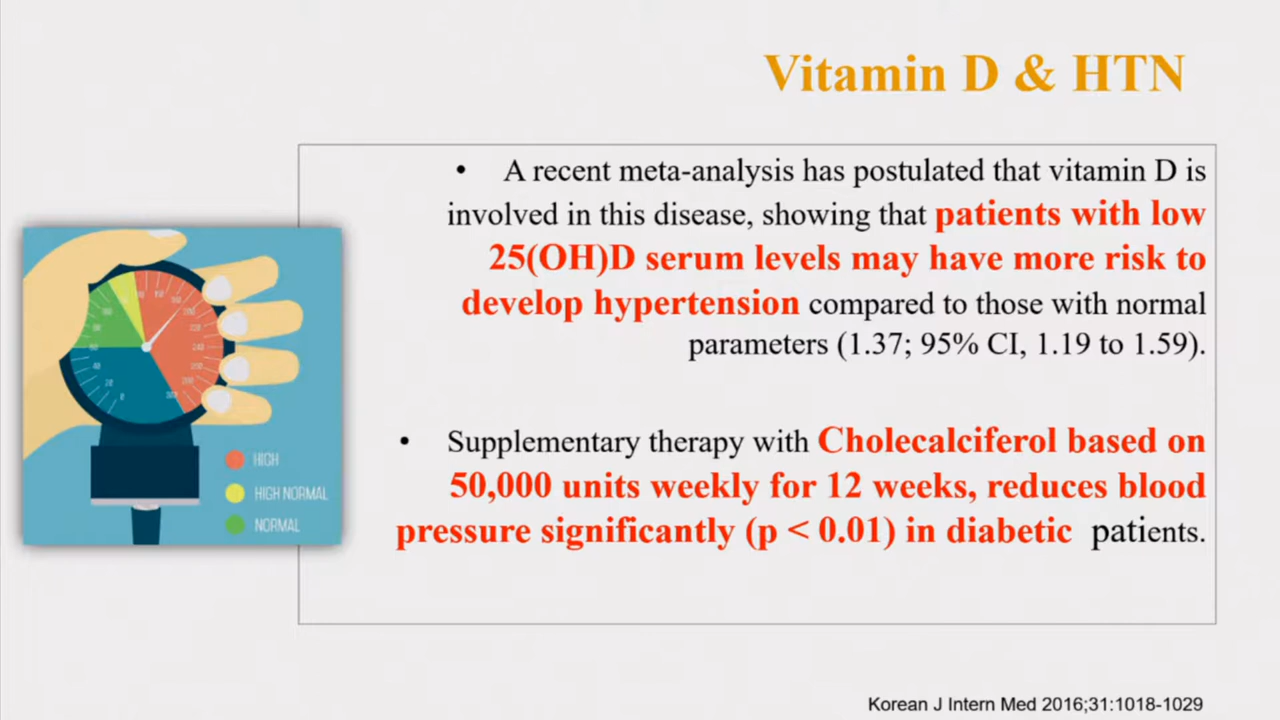 Vitamin D & HTN
• A recent meta-analysis has postulated that vitamin D is
involved in this disease, showing that patients with low
25(OH)D serum levels may have more risk to
develop hypertension compared to those with normal
parameters (1.37; 95% CI, 1.19 to 1.59).
• Supplementary therapy with Cholecalciferol based on
50,000 units weekly for 12 weeks, reduces blood
pressure significantly (p < 0.01) in diabetic patients.
HIGH
HIGH NORMAL
NORMAL
Korean J Intern Med 2016;31:1018-1029